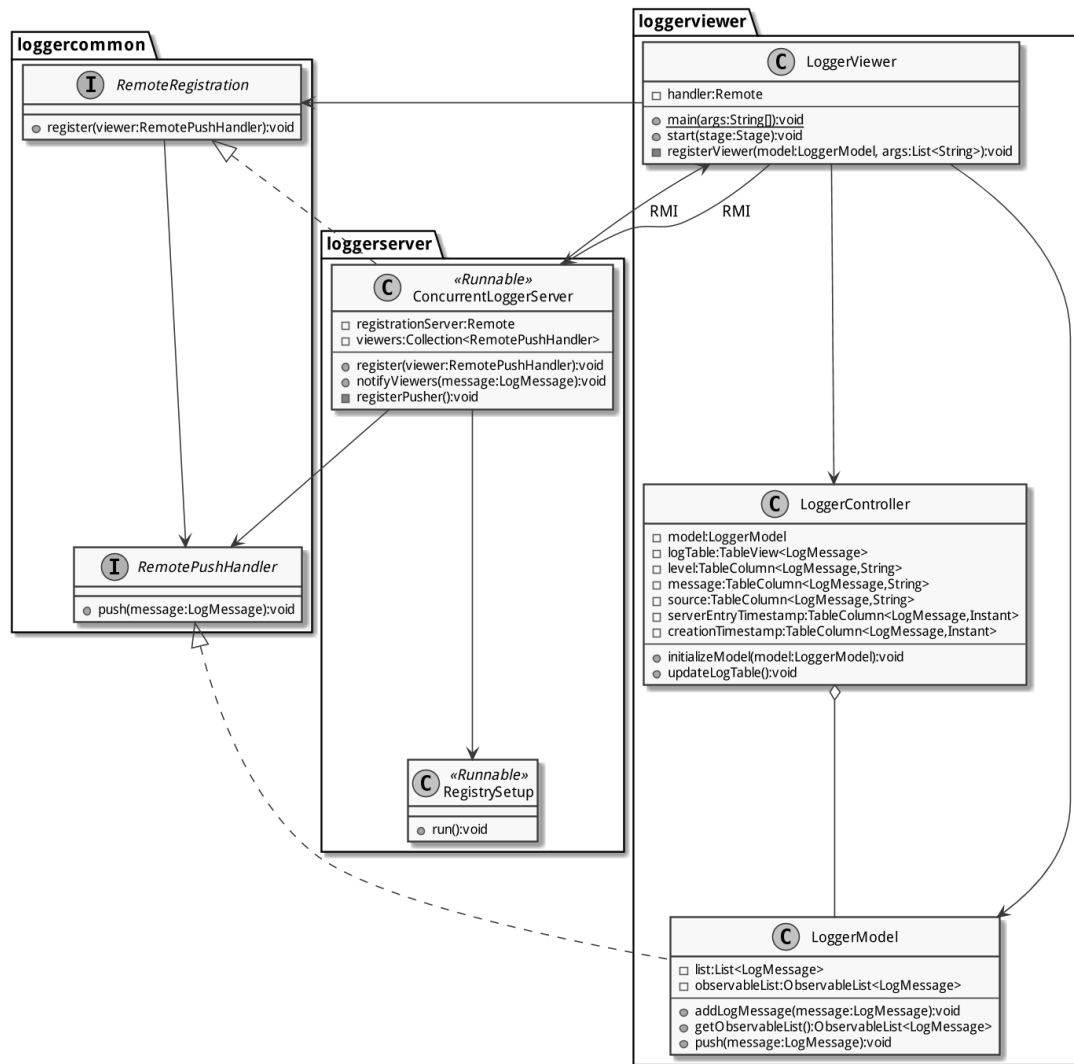 loggercommon
I RemoteRegistration
register(viewer:RemotePushHandler):void
loggerviewer
C LoggerViewer
handler:Remote
main(args:String[]):void
start(stage:Stage):void
registerViewer(model:LoggerModel, args:List<String>):void
RMI
RMI
loggerserver
C «Runnable»
ConcurrentLoggerServer
registrationServer:Remote
viewers:Collection<RemotePushHandler>
register(viewer:RemotePushHandler):void
notifyViewers(message:LogMessage):void
registerPusher():void
I RemotePushHandler
push(message:LogMessage):void
C LoggerController
model:LoggerModel
logTable:TableView<LogMessage>
level:TableColumn<LogMessage,String>
message:TableColumn<LogMessage,String>
source:TableColumn<LogMessage,String>
serverEntryTimestamp:TableColumn<LogMessage,Instant>
creationTimestamp:TableColumn<LogMessage,Instant>
initializeModel(model:LoggerModel):void
updateLogTable():void
C «Runnable»
RegistrySetup
run():void
C LoggerModel
list:List<LogMessage>
observableList:ObservableList<LogMessage>
addLogMessage(message:LogMessage):void
getObservableList():ObservableList<LogMessage>
push(message:LogMessage):void